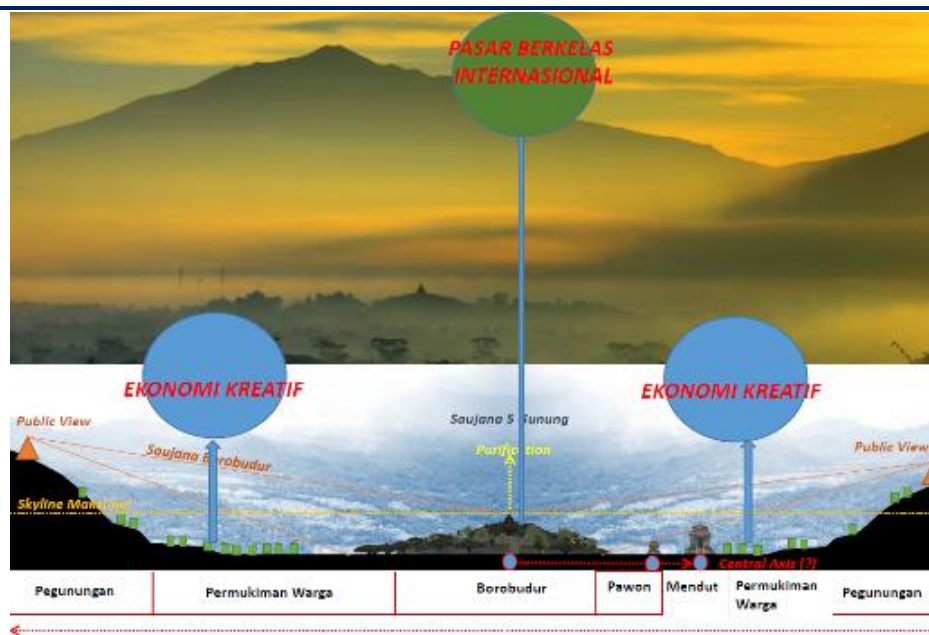 PASAR BERKELAS
INTERNASIONAL
EKONOMI KREATIF
EKONOMI KREATIF
Public View
Saujana 5 Gunung
Public View
Saujana Borobudur
Purification
Skyline
Central Axis (?)
Pegunungan
Permukiman Warga
Borobudur
Pawon
Mendut
Permukiman
Warga
Pegunungan